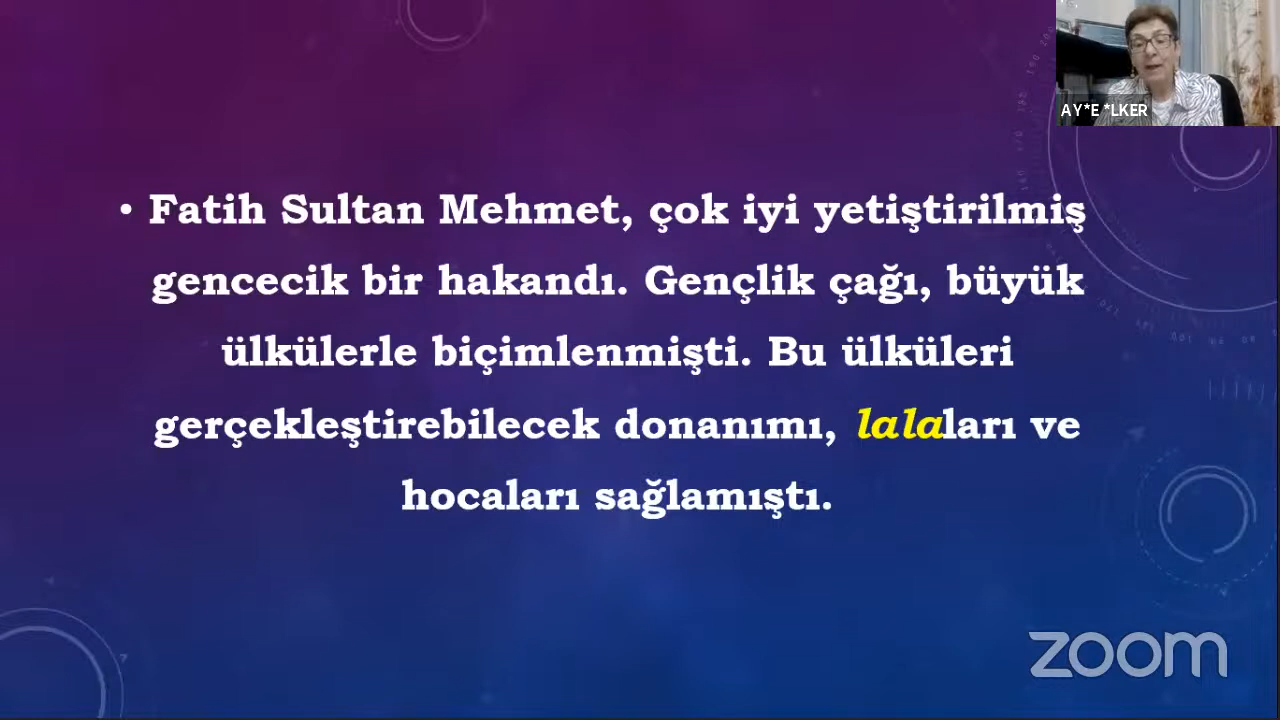 AY*E *LKER
• Fatih Sultan Mehmet, çok iyi yetiştirilmiş
gencecik bir hakandı. Gençlik çağı, büyük
ülkülerle biçimlenmişti. Bu ülküleri
gerçekleştirebilecek donanımı, lalaları ve
hocaları sağlamıştı.
zoom